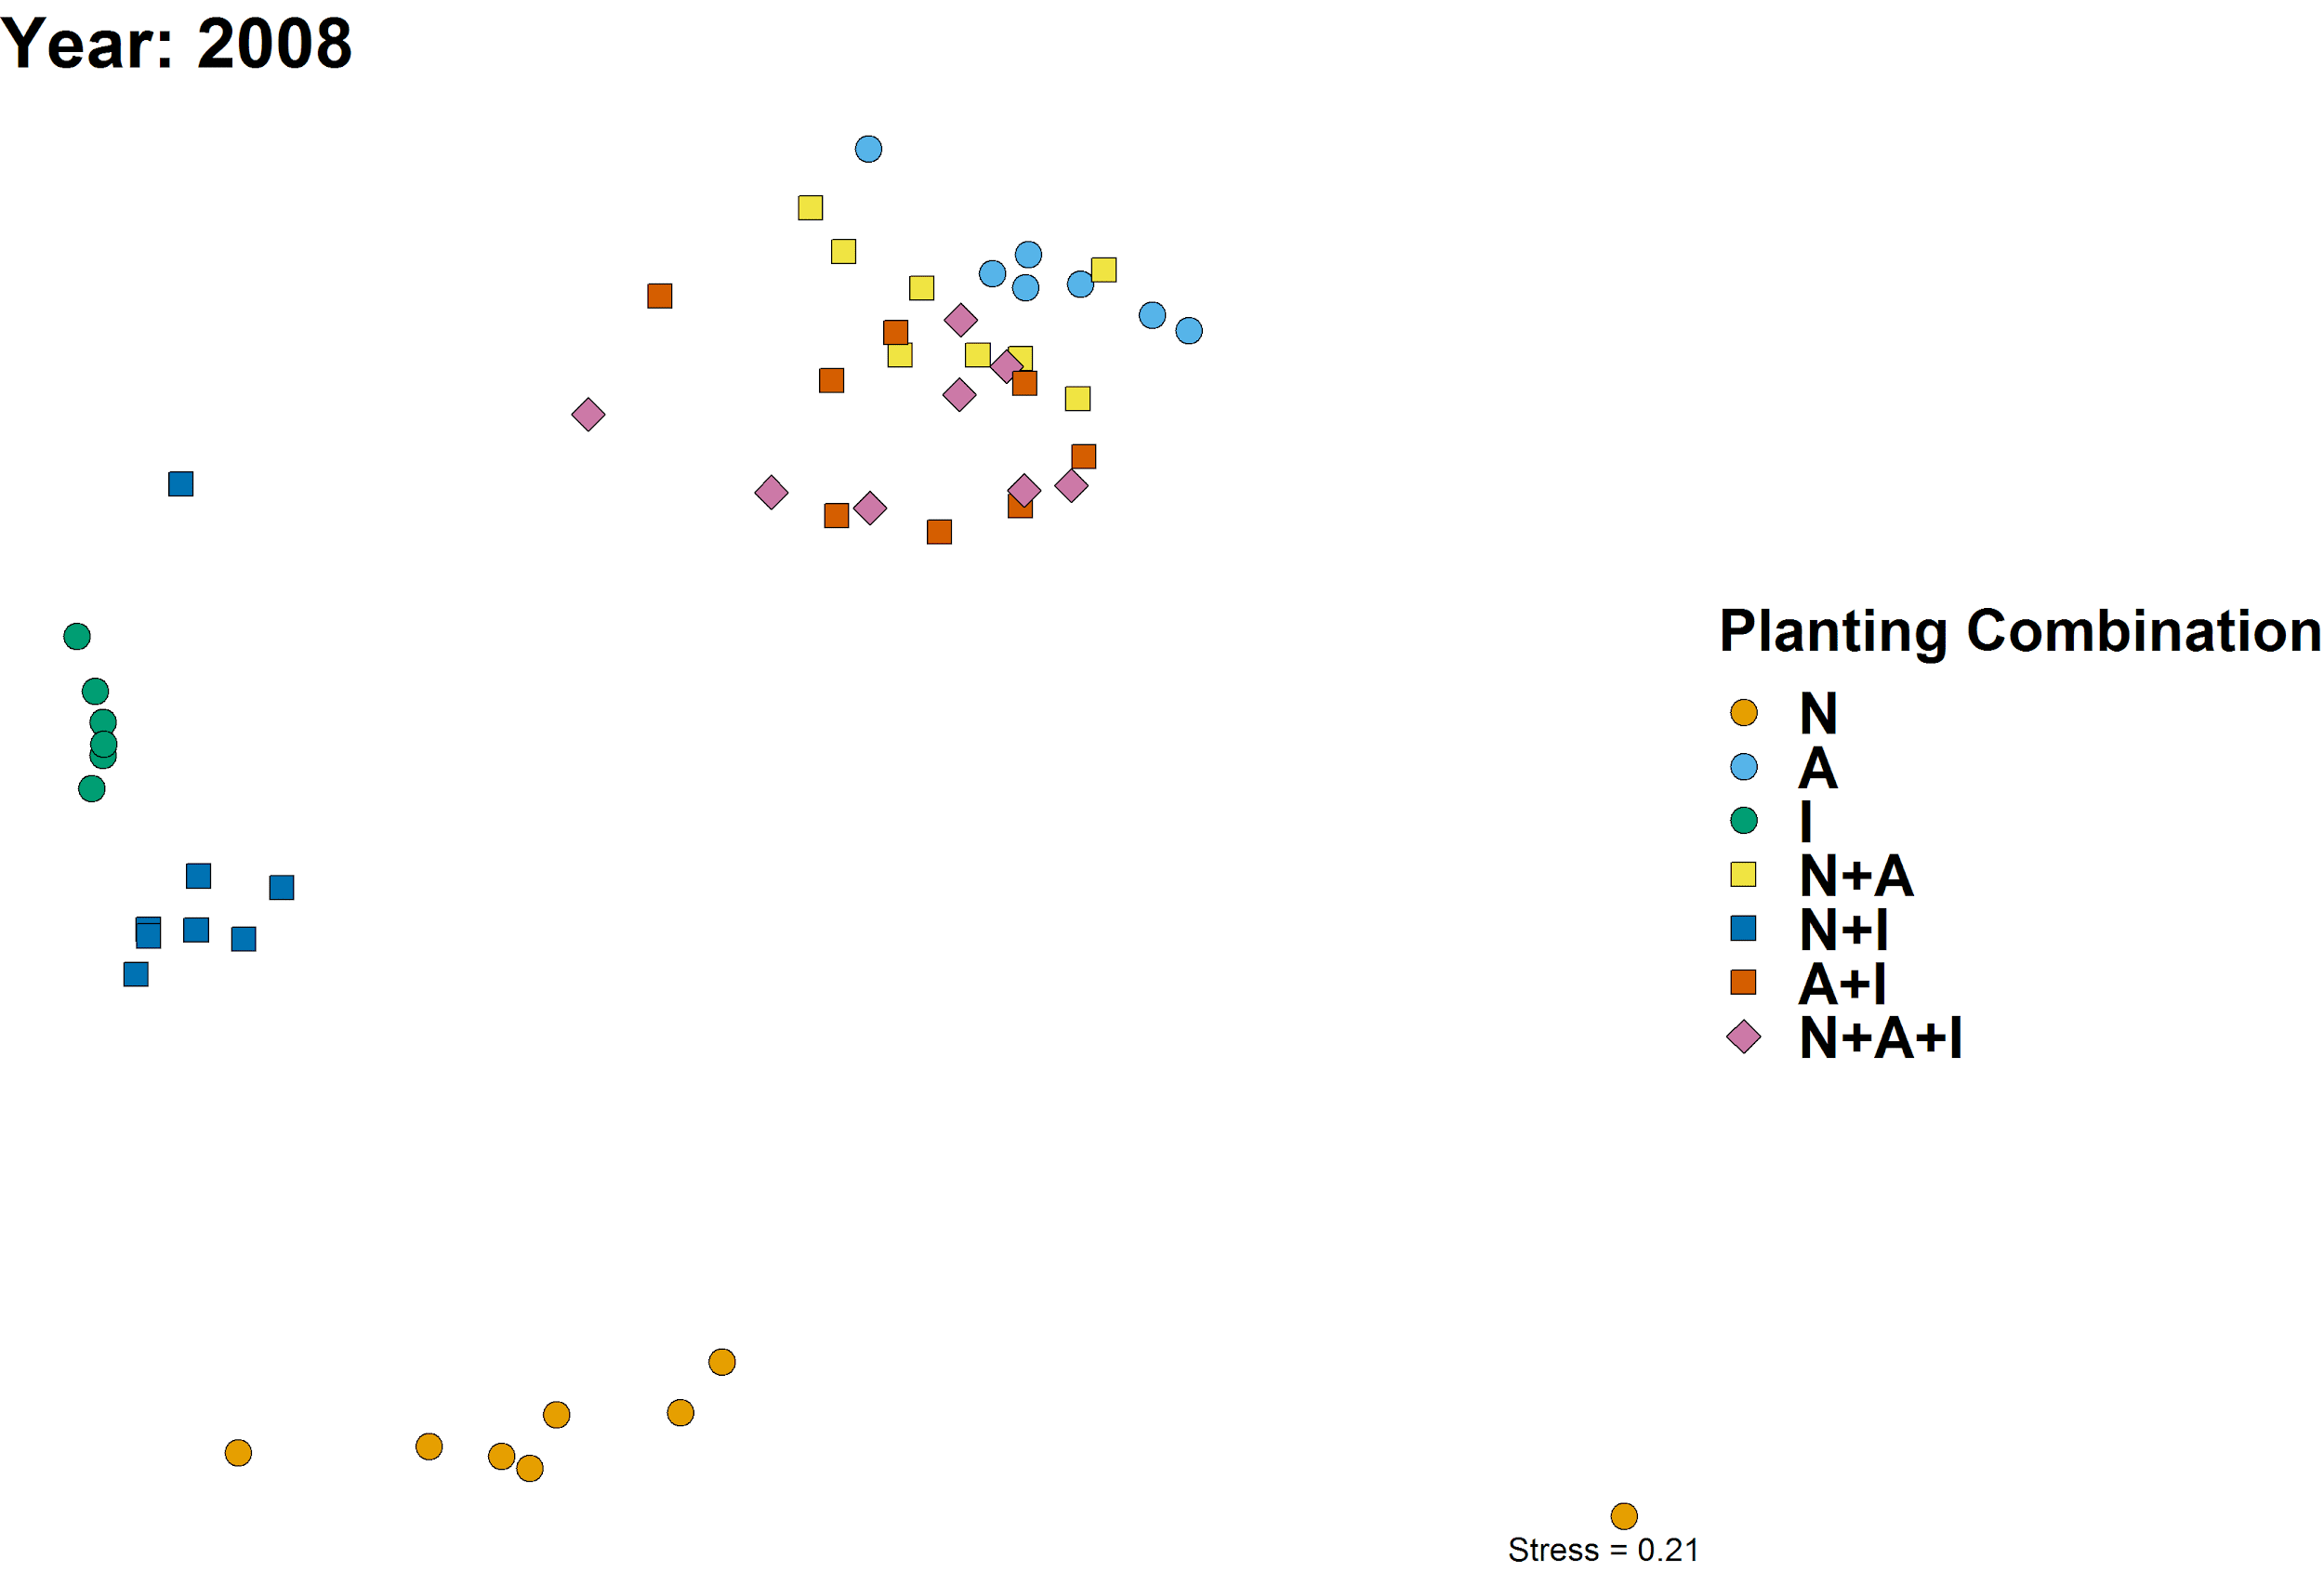 Year: 2008
Planting Combination
N
A
I
N+A
N+I
A+I
N+A+I
Stress = 0.21